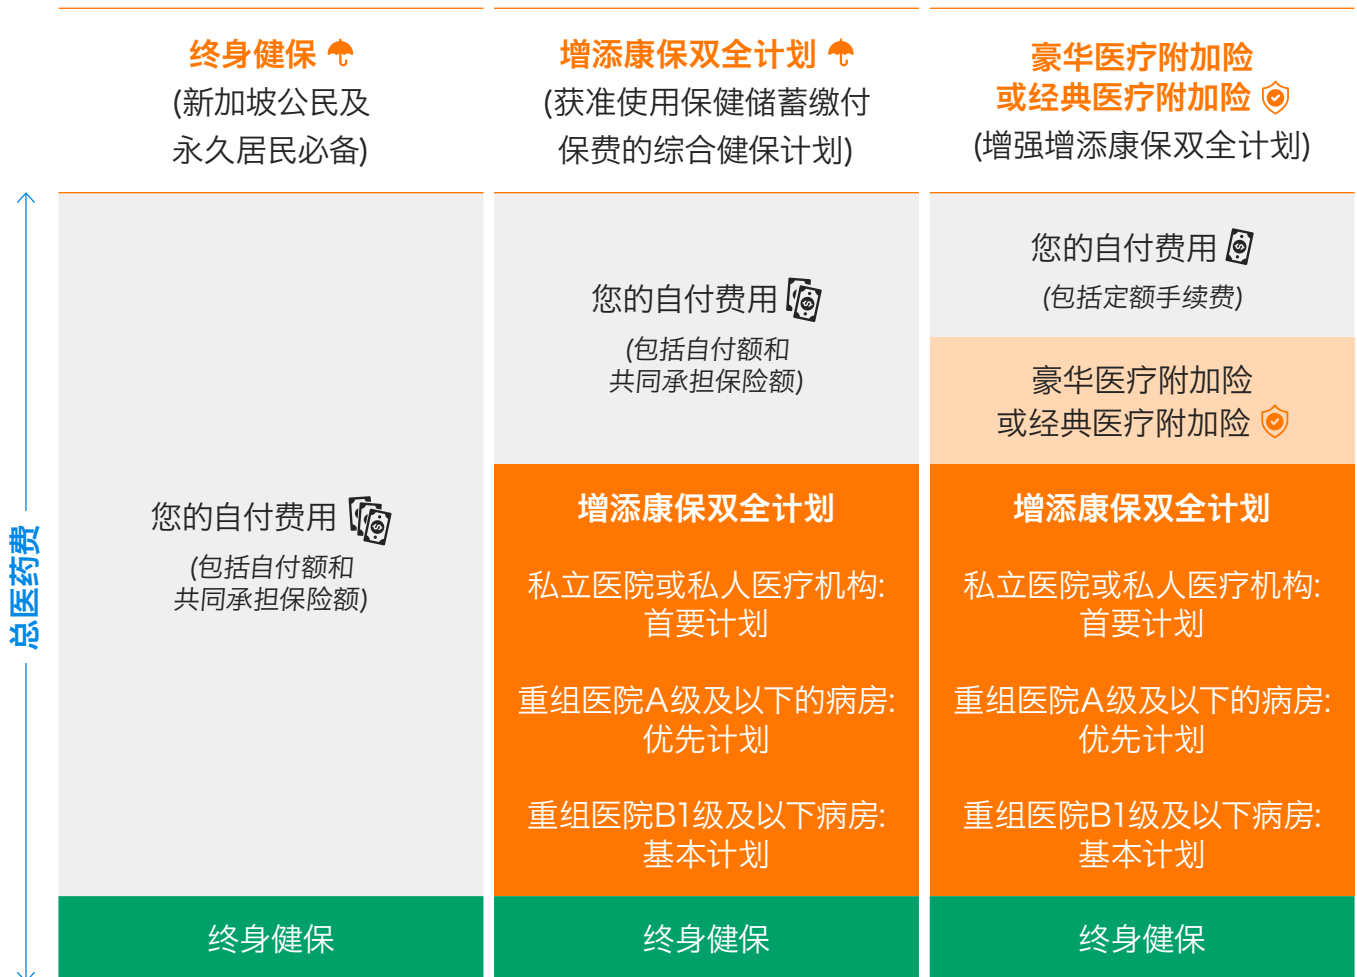 终身健保
(新加坡公民及
永久居民必备)
增添康保双全计划
(获准使用保健储蓄缴付
保费的综合健保计划)
豪华医疗附加险
或经典医疗附加险
(增强增添康保双全计划)
总医药费
您的自付费用
(包括自付额和
共同承担保险额)
终身健保
您的自付费用
(包括自付额和
共同承担保险额)
增添康保双全计划
私立医院或私人医疗机构:
首要计划
重组医院A级及以下的病房:
优先计划
重组医院B1级及以下病房:
基本计划
终身健保
您的自付费用
(包括定额手续费)
豪华医疗附加险
或经典医疗附加险
增添康保双全计划
私立医院或私人医疗机构:
首要计划
重组医院A级及以下的病房:
优先计划
重组医院B1级及以下病房:
基本计划
终身健保